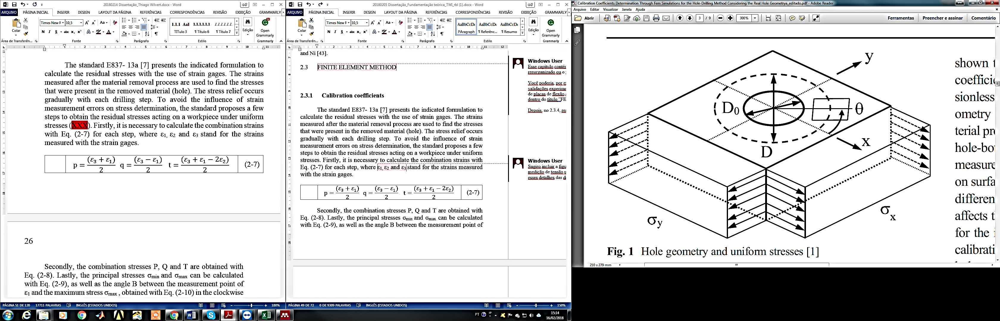 20180214 Dissertação_Thiago Wilvert.docx - Word
ARQUIVO PÁGINA INICIAL INSERIR DESIGN LAYOUT DA PÁGINA REFERÊNCIAS CORRESPONDÊNCIAS REVISÃO EXIBIÇÃO GRAMMARLY
Colar
Times New F 10,5
N I S abc x₂ x²
Área de Transferên... Fonte Parágrafo Estilo
1.1.1 AaI 1.1.1.1.1.1 1.1.1.1.1.1.1.
TITulo 3 ¶ Título 6 ¶ Título 7
Edição
Open
Grammarly
Grammarly
The standard E837- 13a [7] presents the indicated formulation to
calculate the residual stresses with the use of strain gages. The strains
measured after the material removal process are used to find the stresses
that were present in the removed material (hole). The stress relief occurs
gradually with each drilling step. To avoid the influence of strain
measurement errors on stress determination, the standard proposes a few
steps to obtain the residual stresses acting on a workpiece under uniform
stresses (XXX). Firstly, it is necessary to calculate the combination strains
with Eq. (2-7) for each step, where ε₁, ε₂ and ε₃ stand for the strains
measured with the strain gages.
p = (ε₃ + ε₁)/2 q = (ε₃ − ε₁)/2 t = (ε₃ + ε₁ − 2ε₂)/2 (2-7)
26
Secondly, the combination stresses P, Q and T are obtained with
Eq. (2-8). Lastly, the principal stresses σmin and σmax can be calculated
with Eq. (2-9), as well as the angle B between the measurement point of
ε₁ and the maximum stress σmax , obtained with Eq. (2-10) in the clockwise
PÁGINA 51 DE 120 17711 PALAVRAS INGLÊS (ESTADOS UNIDOS) 180%
20180205 Dissertação_Fundamentação teórica_TWI_rbl (1).docx - Word
ARQUIVO PÁGINA INICIAL INSERIR DESIGN LAYOUT DA PÁGINA REFERÊNCIAS CORRESPONDÊNCIAS REVISÃO EXIBIÇÃO GRAMMARLY
Colar
Times New F 10,5
N I S abc x₂ x²
Área de Transferên... Fonte Parágrafo Estilo
AaBbCcDc AaBbCcDc AaBbCcDc
PAragraph ¶ Referênc... ¶ Resumo
Edição
Open
Grammarly
Grammarly
and Ni [43].
2.3 FINITE ELEMENT METHOD
2.3.1 Calibration coefficients
The standard E837- 13a [7] presents the indicated formulation to
calculate the residual stresses with the use of strain gages. The strains
measured after the material removal process are used to find the stresses
that were present in the removed material (hole). The stress relief occurs
gradually with each drilling step. To avoid the influence of strain
measurement errors on stress determination, the standard proposes a few
steps to obtain the residual stresses acting on a workpiece under uniform
stresses. Firstly, it is necessary to calculate the combination strains with
Eq. (2-7) for each step, where ε₁, ε₂ and ε₃ stand for the strains measured
with the strain gages.
p = (ε₃ + ε₁)/2 q = (ε₃ − ε₁)/2 t = (ε₃ + ε₁ − 2ε₂)/2 (2-7)
Secondly, the combination stresses P, Q and T are obtained with
Eq. (2-8). Lastly, the principal stresses σmin and σmax can be calculated
with Eq. (2-9), as well as the angle B between the measurement point of
Windows User
Esse capítulo contér
reorganizado ou o
Você poderia, por e
validações experim
de placas de flexão
dentro do título "FE
Depois, no 2.3.4, re
Windows User
Sugiro incluir a figu
medição de tensão u
esses detalhes das d
PÁGINA 49 DE 72 0 DE 9309 PALAVRAS INGLÊS (ESTADOS UNIDOS) 150%
PT 15:14
16/02/2018
Calibration Coefficients Determination Through Fem Simulations for the Hole-Drilling Method Considering the Real Hole Geometrya_editado.pdf - Adobe Reader
Arquivo Editar Visualizar Janela Ajuda
Abrir 3 / 9 300% Ferramentas Preencher e assinar Comentário
y
D₀
θ
x
D
σy
σx
Fig. 1 Hole geometry and uniform stresses [1]
shown t
coefficie
sionless
ometry
terial pr
hole-bo
measure
on surfa
differen
affects t
for the
calibrati
210 x 279 mm